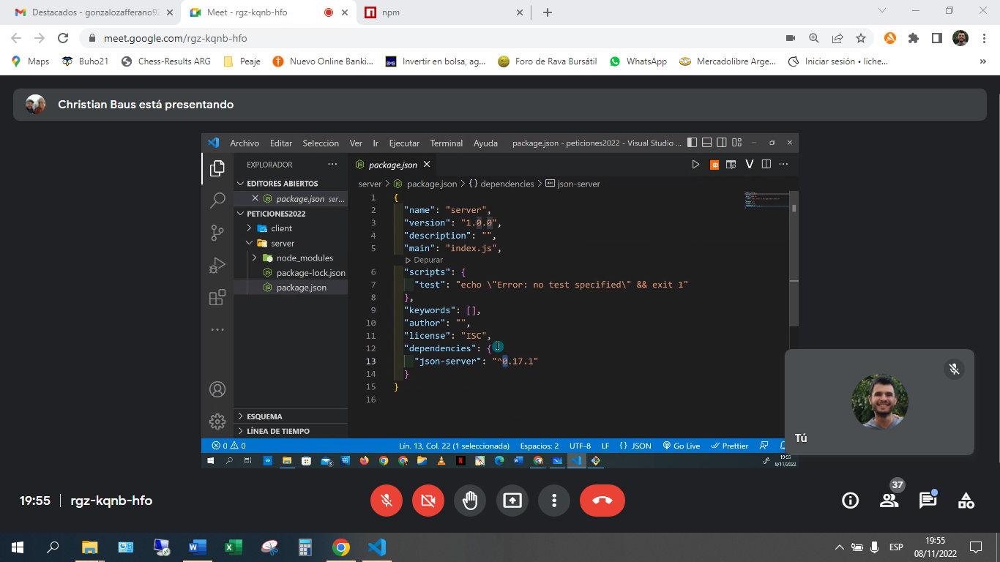 Destacados - gonzalozafferano92
Meet - rgz-kqnb-hfo
npm
meet.google.com/rgz-kqnb-hfo
Maps
Buho21
Chess-Results ARG
Peaje
Nuevo Online Banki...
BMB
Invertir en bolsa, ag...
Foro de Rava Bursátil
WhatsApp
Mercadolibre Arge...
Iniciar sesión • liche...
»
Christian Baus está presentando
Archivo Editar Selección Ver Ir Ejecutar Terminal Ayuda
package.json - peticiones2022 - Visual Studio ...
EXPLORADOR
EDITORES ABIERTOS
package.json ser...
PETICIONES2022
client
server
node_modules
package-lock.json
package.json
ESQUEMA
LÍNEA DE TIEMPO
package.json
server > package.json > {} dependencies > json-server
1 {
2 "name": "server",
3 "version": "1.0.0",
4 "description": "",
5 "main": "index.js",
Depurar
6 "scripts": {
7 "test": "echo \"Error: no test specified\" && exit 1"
8 },
9 "keywords": [],
10 "author": "",
11 "license": "ISC",
12 "dependencies": {
13 "json-server": "^0.17.1"
14 }
15 }
16
0 0
Lín. 13, Col. 22 (1 seleccionada)
Espacios: 2
UTF-8
LF
{} JSON
Go Live
Prettier
3
19:55
8/11/2022
Tú
19:55 | rgz-kqnb-hfo
37
ESP
19:55
08/11/2022